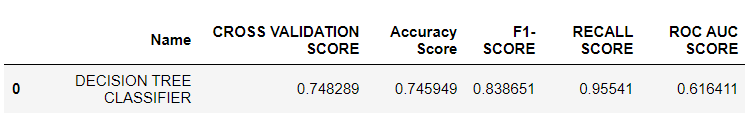 Name CROSS VALIDATION SCORE Accuracy Score F1-SCORE RECALL SCORE ROC AUC SCORE
0 DECISION TREE CLASSIFIER 0.748289 0.745949 0.838651 0.95541 0.616411